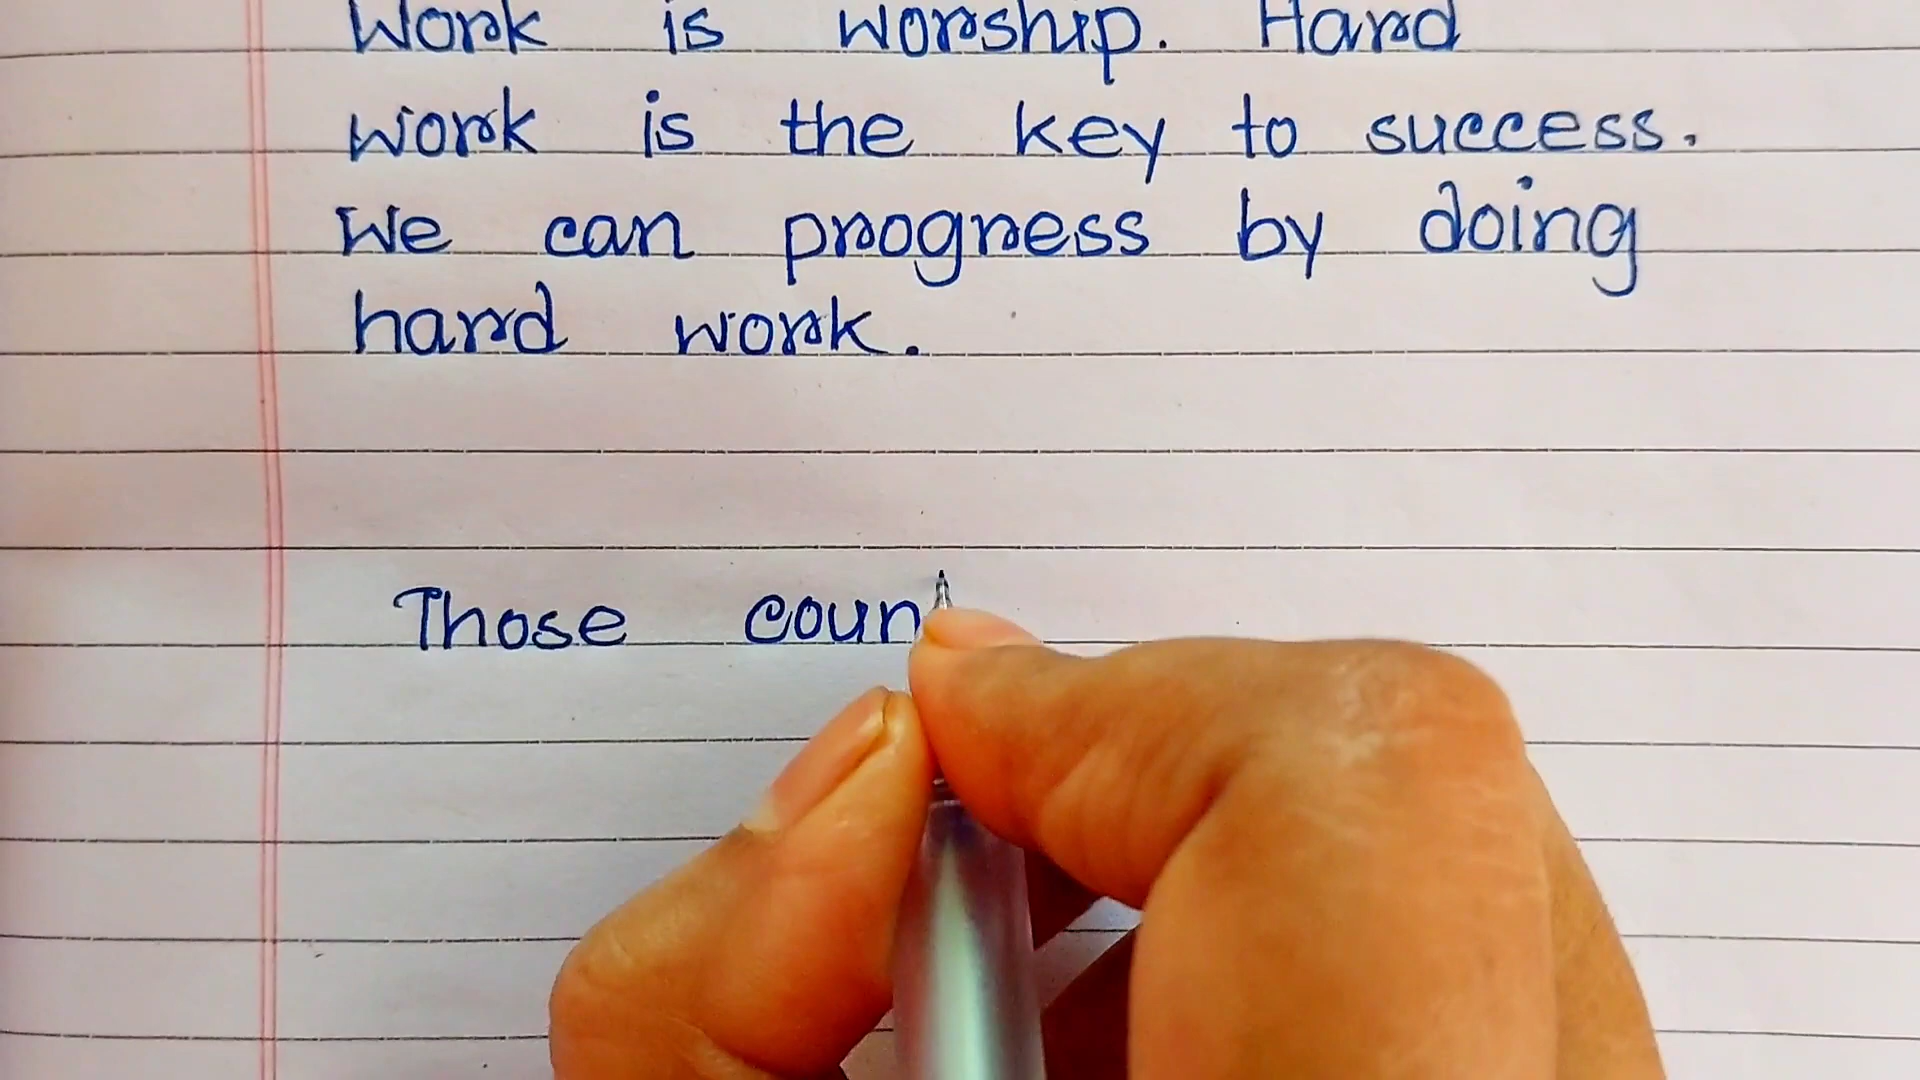 Work is worship. Hard
work is the key to success.
We can progress by doing
hard work.
Those coun